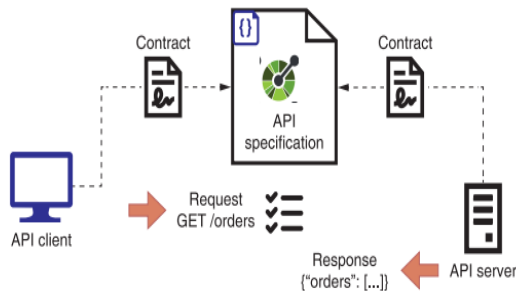 Contract
Contract
{}
API
specification
Request
GET /orders
API client
Response
{“orders”: [...]}
API server